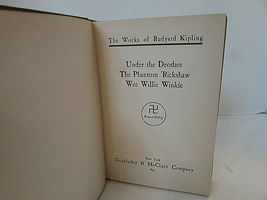 The Works of Rudyard Kipling
Under the Deodars
The Phantom 'Rickshaw
Wee Willie Winkie
New York
Doubleday & McClure Company